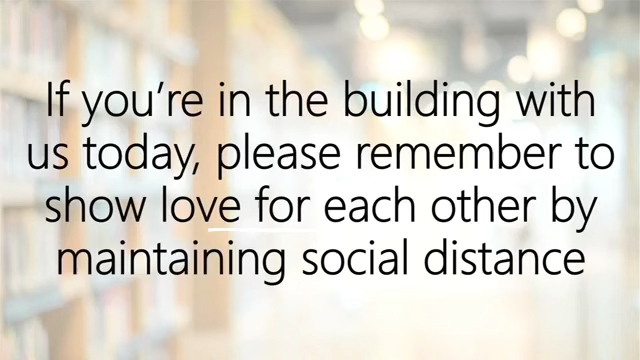 If you’re in the building with
us today, please remember to
show love for each other by
maintaining social distance